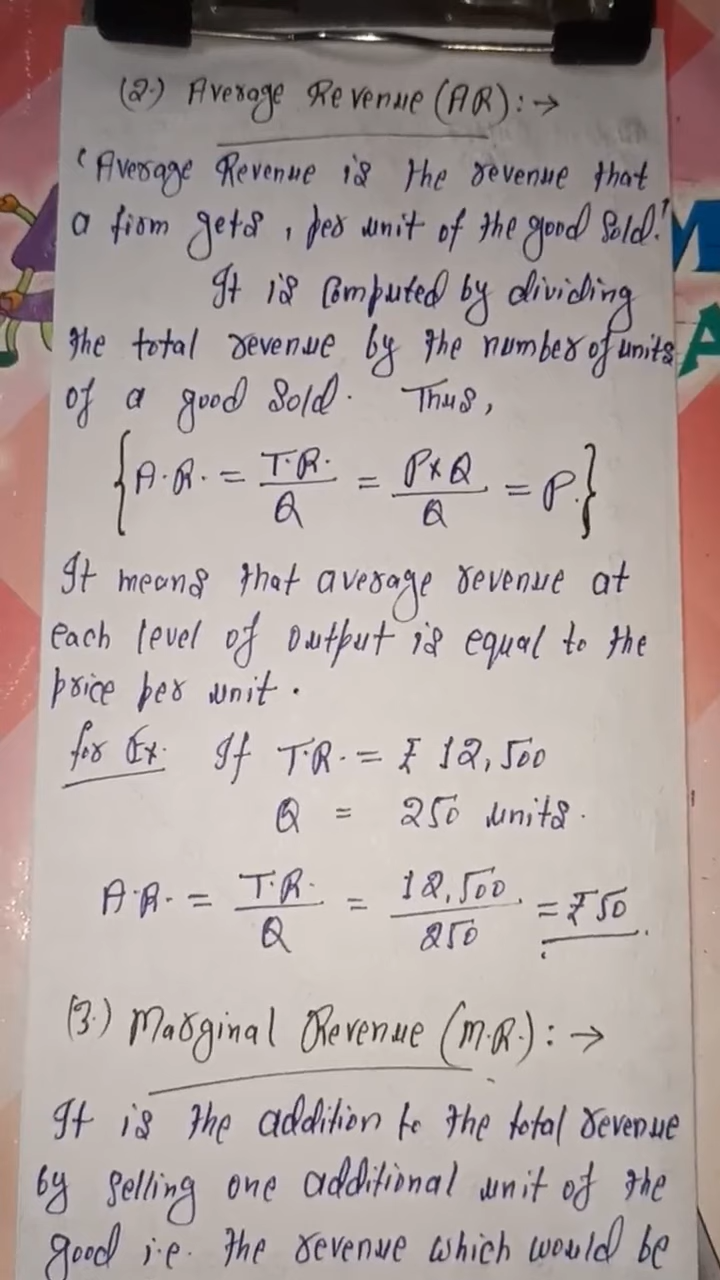 (2.) Average Revenue (AR) : →
'Average Revenue is the revenue that
a firm gets, per unit of the good sold.'
It is computed by dividing
the total revenue by the number of units
of a good sold. Thus,
{A.R. = T.R./Q = P×Q/Q = P.}
It means that average revenue at
each level of output is equal to the
price per unit.
for Ex. If T.R. = ₹ 12,500
Q = 250 units.
A.R. = T.R./Q = 12,500/250 = ₹50.
(3.) Marginal Revenue (M.R.) : →
It is the addition to the total revenue
by selling one additional unit of the
good i.e. the revenue which would be
M
A